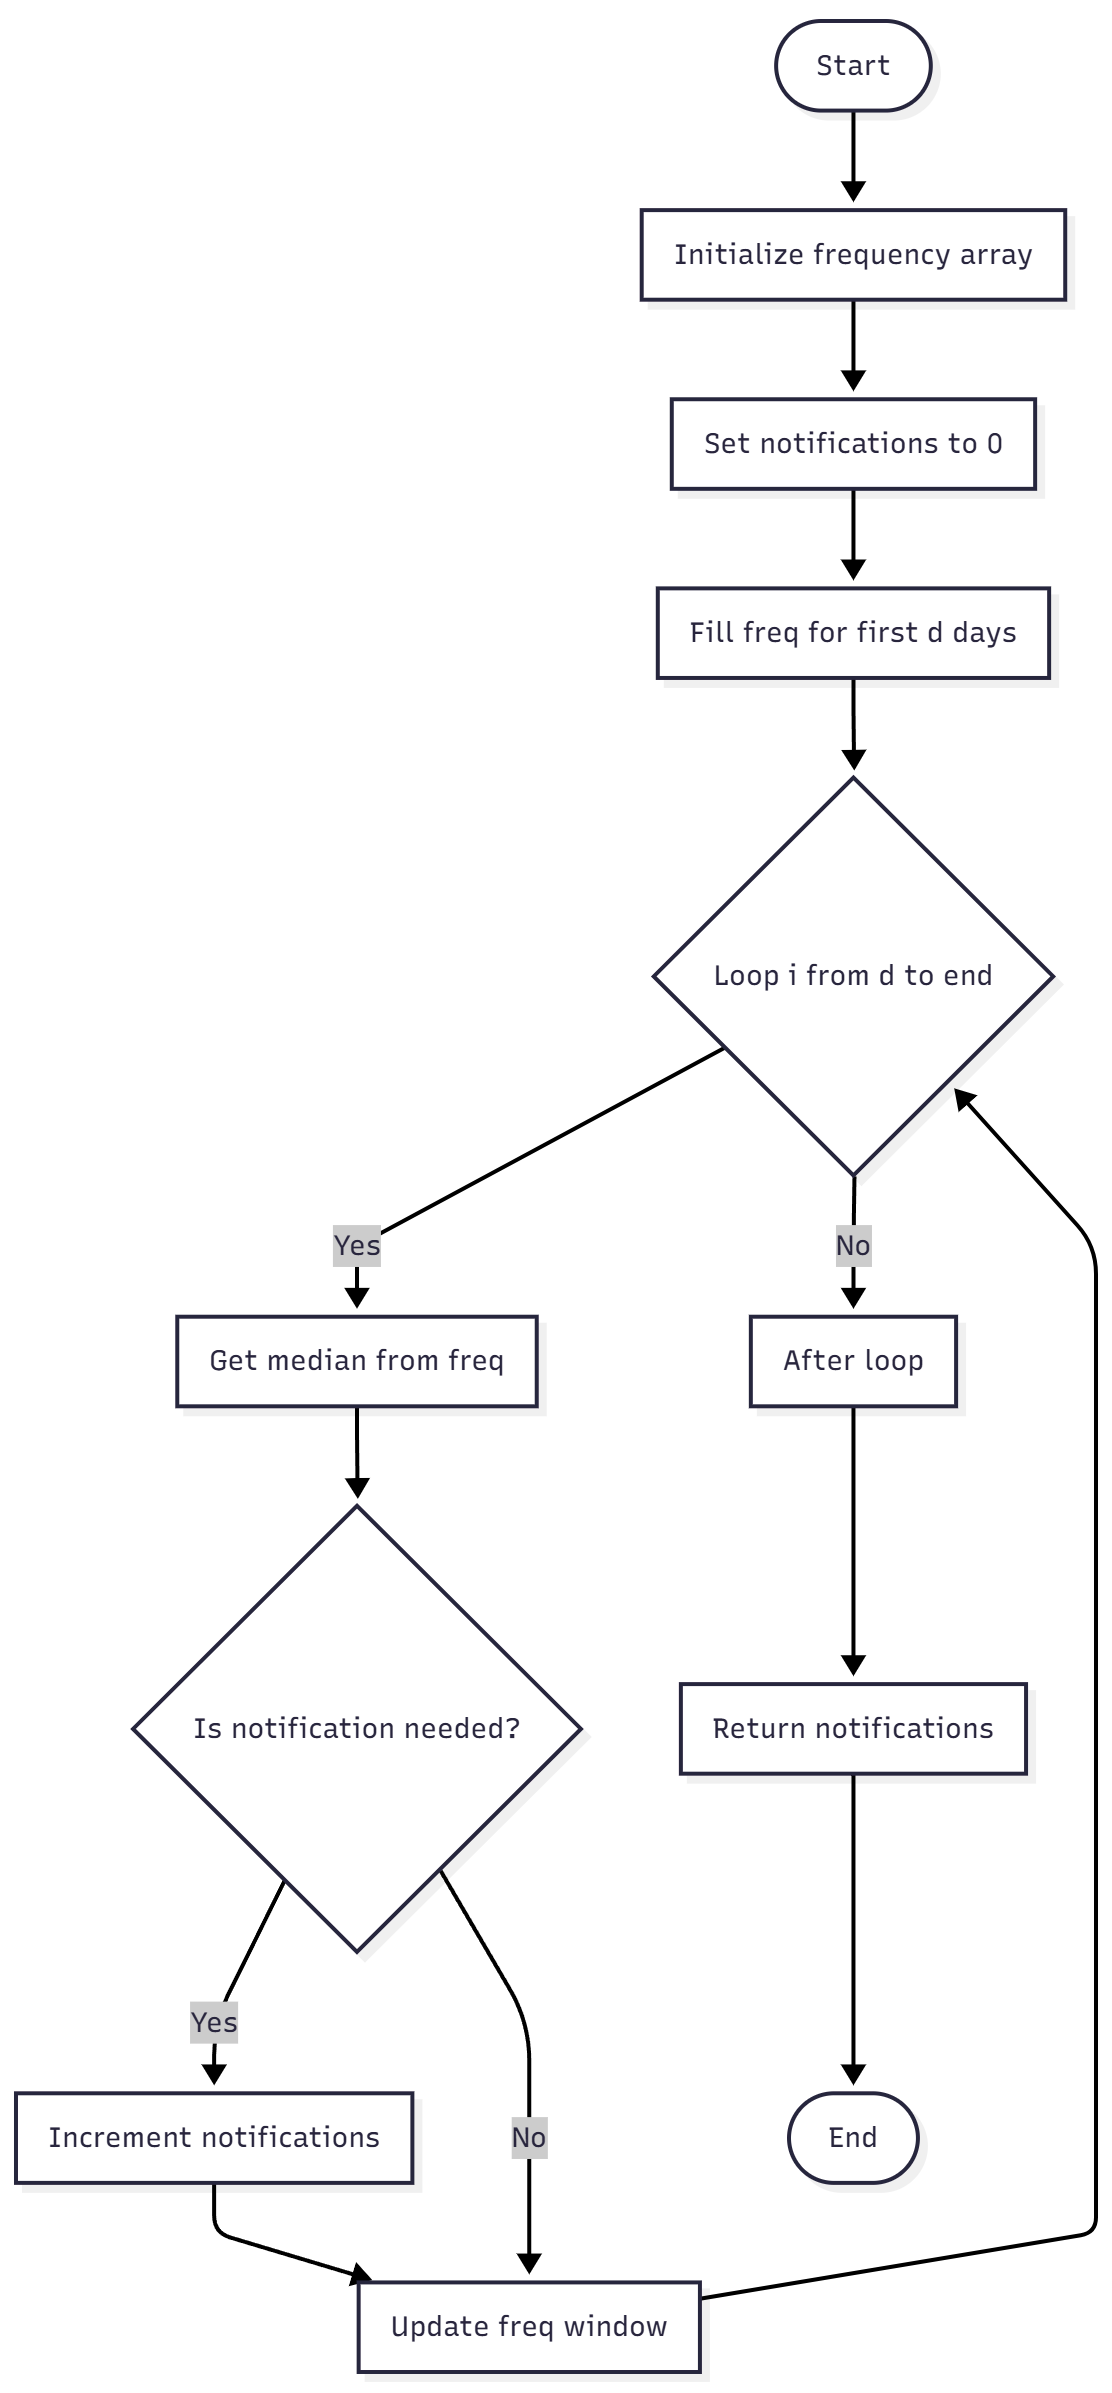 Start
Initialize frequency array
Set notifications to 0
Fill freq for first d days
Loop i from d to end
Yes
No
Get median from freq
After loop
Is notification needed?
Return notifications
Yes
No
Increment notifications
End
Update freq window